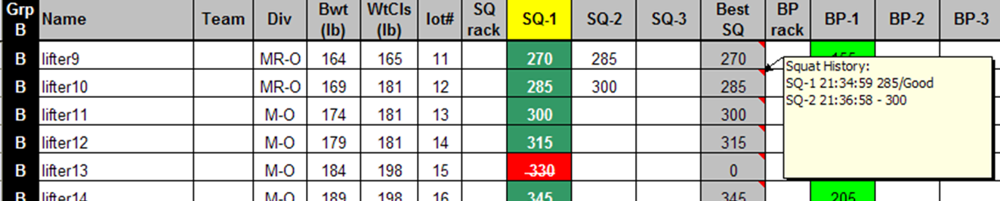 Grp B Name Team Div Bwt (lb) WtCls (lb) lot# SQ rack SQ-1 SQ-2 SQ-3 Best SQ BP rack BP-1 BP-2 BP-3
B lifter9 MR-O 164 165 11 270 285 270
B lifter10 MR-O 169 181 12 285 300 285
B lifter11 M-O 174 181 13 300 300
B lifter12 M-O 179 181 14 315 315
B lifter13 M-O 184 198 15 330 0
B lifter14 M-O 189 198 16 345 345 205
Squat History:
SQ-1 21:34:59 285/Good
SQ-2 21:36:58 - 300